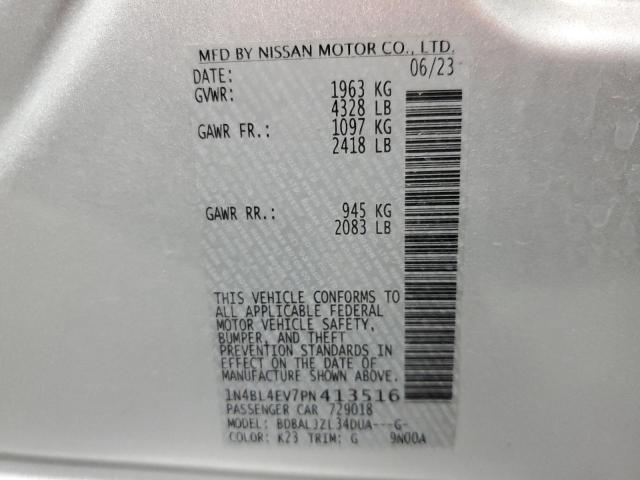 MFD BY NISSAN MOTOR CO., LTD.
DATE: 06/23
GVWR: 1963 KG
4328 LB
GAWR FR.: 1097 KG
2418 LB
GAWR RR.: 945 KG
2083 LB
THIS VEHICLE CONFORMS TO
ALL APPLICABLE FEDERAL
MOTOR VEHICLE SAFETY,
BUMPER, AND THEFT
PREVENTION STANDARDS IN
EFFECT ON THE DATE OF
MANUFACTURE SHOWN ABOVE.
1N4BL4EV7PN413516
PASSENGER CAR 729018
MODEL: BDBALJZL34DUA---G-
COLOR: K23 TRIM: G 9N00A